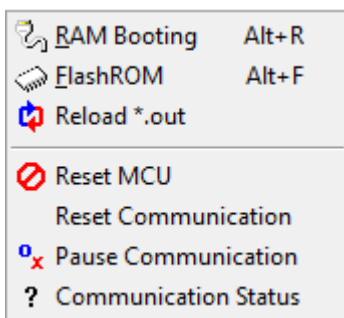 RAM Booting Alt+R
FlashROM Alt+F
Reload *.out
Reset MCU
Reset Communication
Pause Communication
? Communication Status